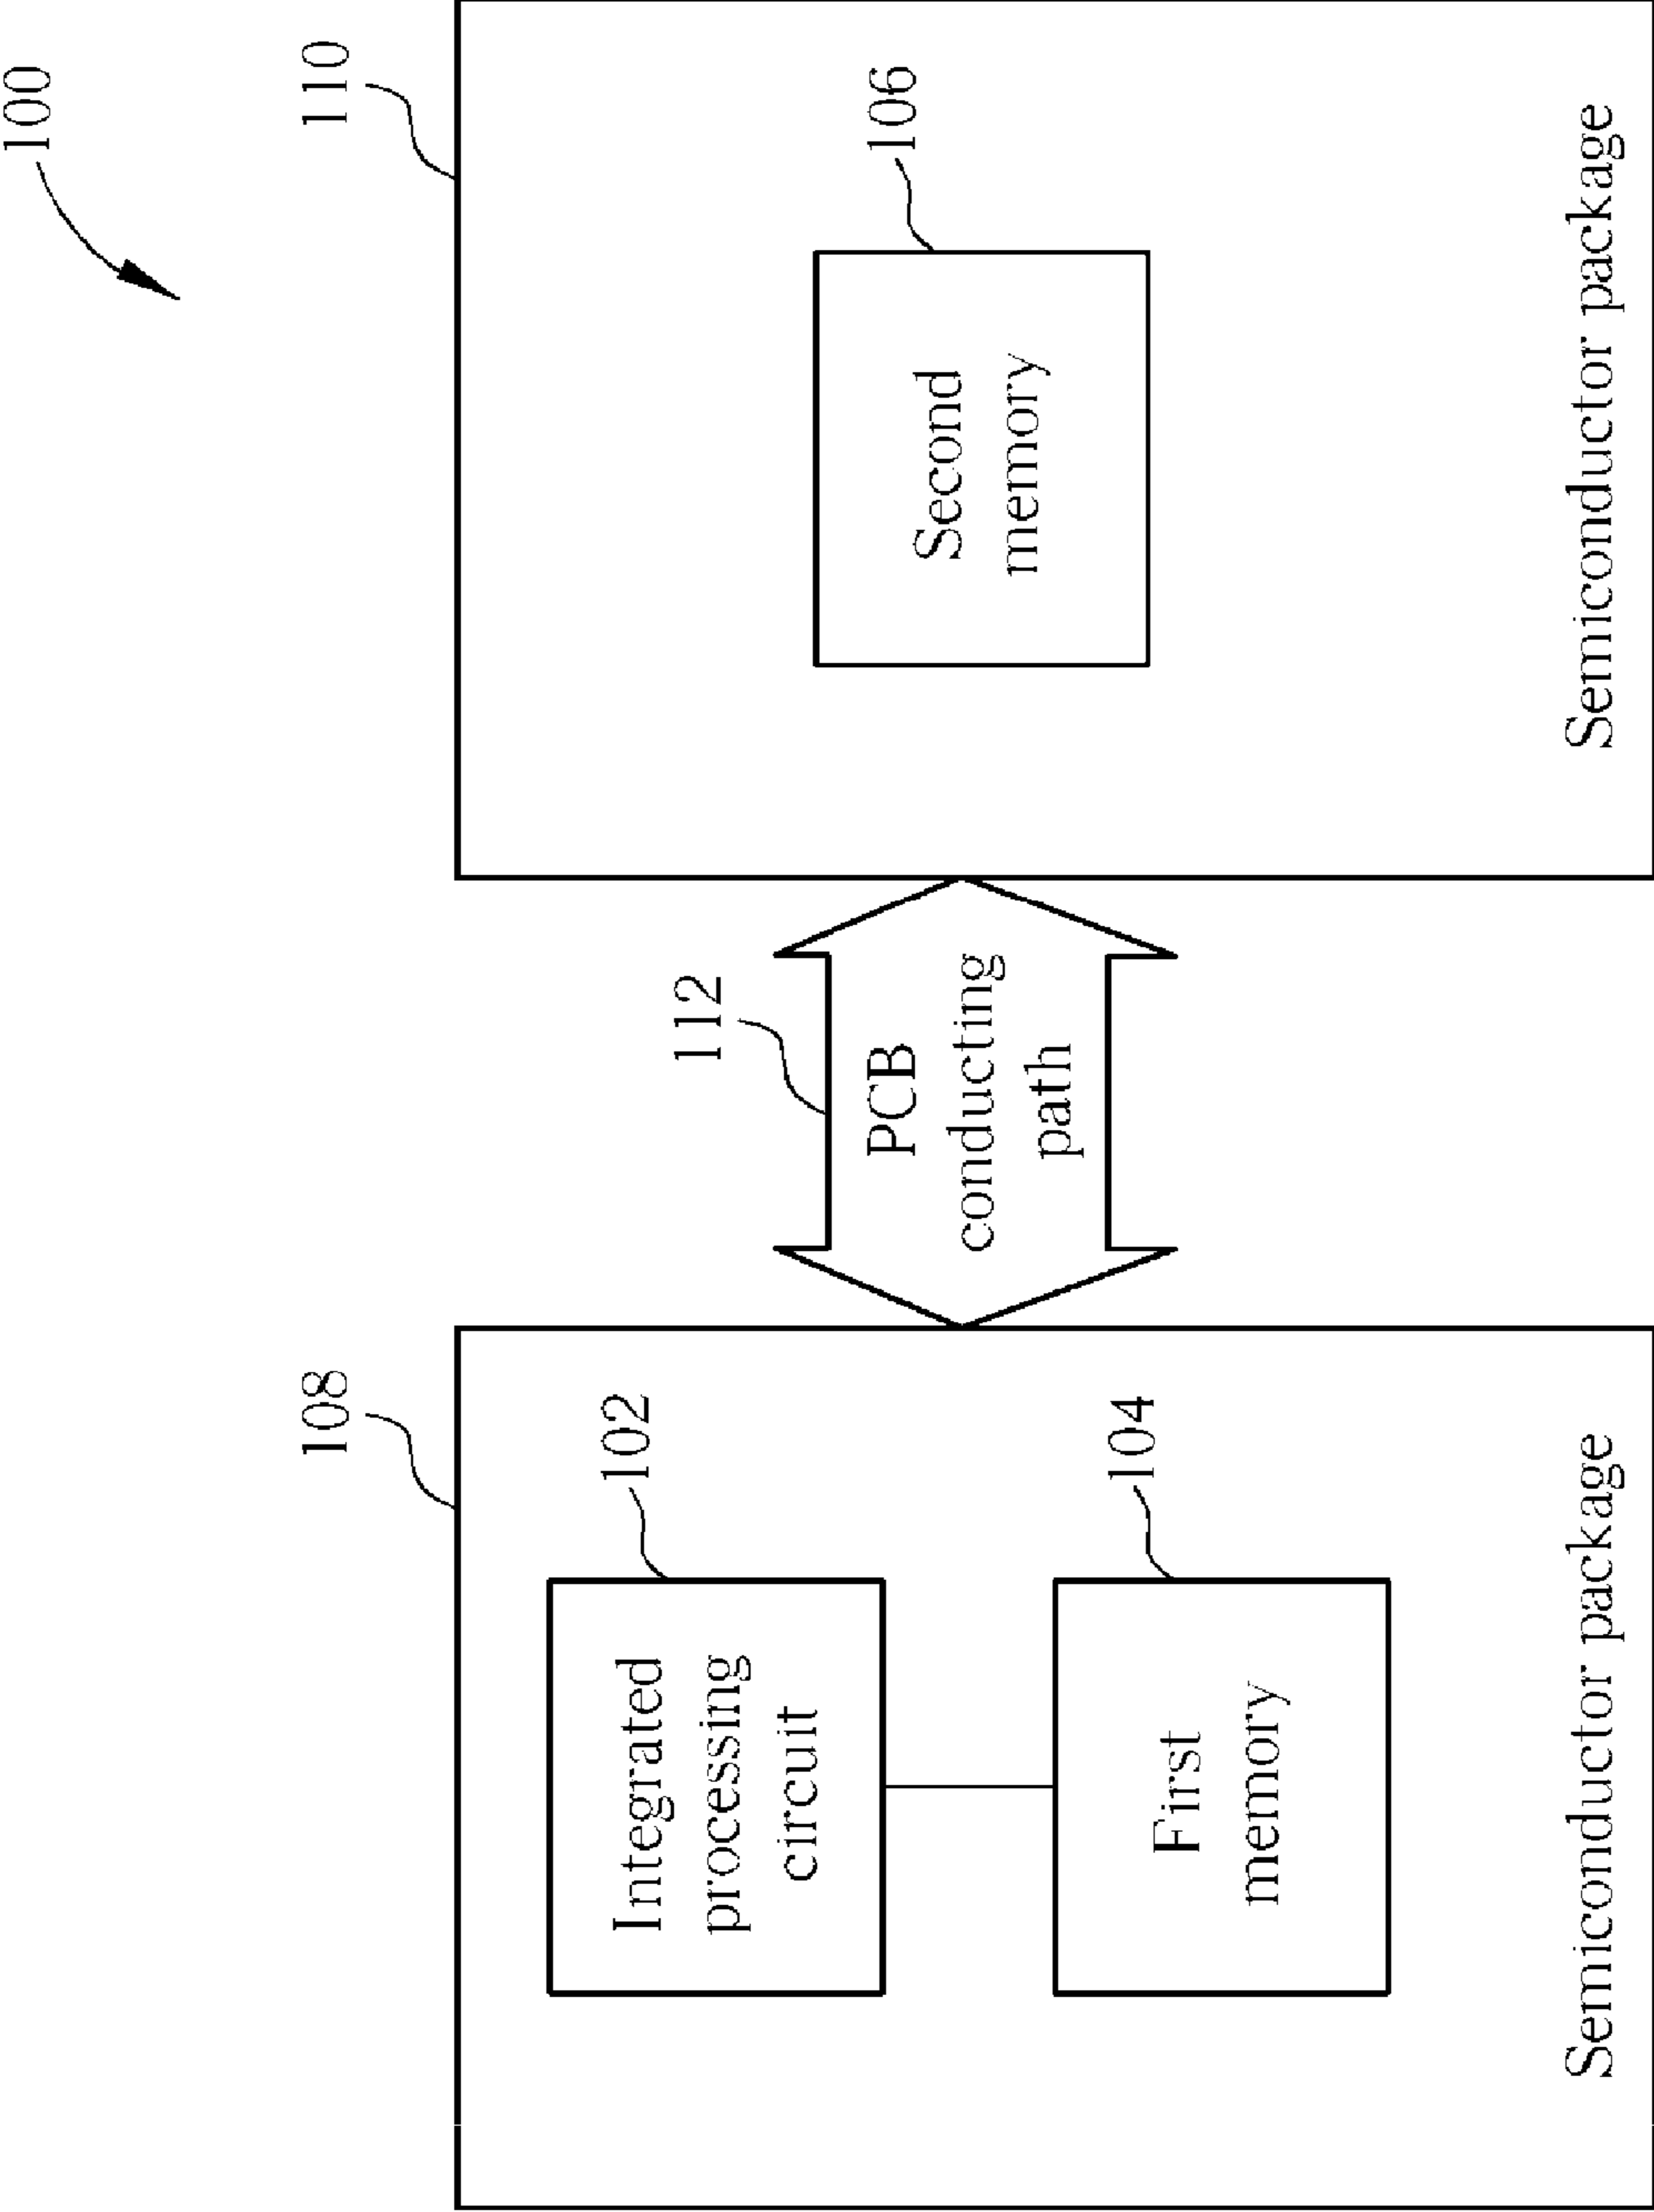 100
108
110
102
Integrated
processing
circuit
104
First
memory
Semiconductor package
112
PCB
conducting
path
106
Second
memory
Semiconductor package